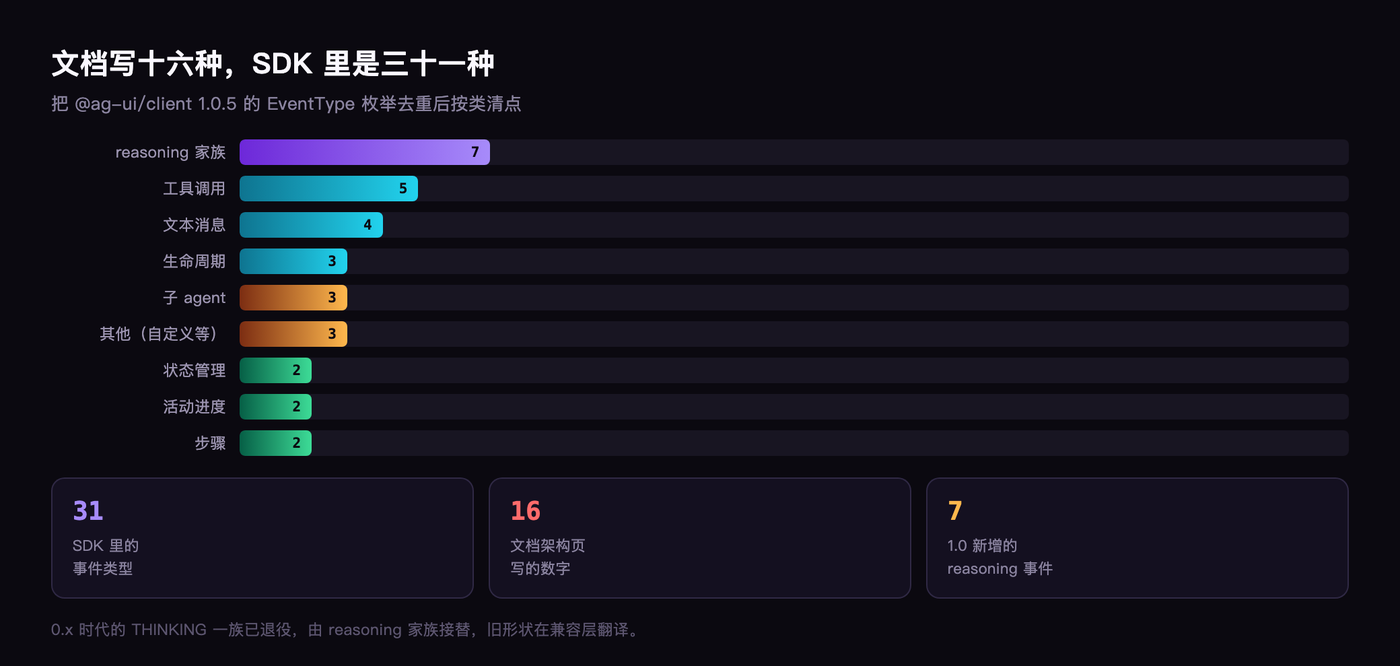 文档写十六种，SDK 里是三十一种
把 @ag-ui/client 1.0.5 的 EventType 枚举去重后按类清点
reasoning 家族 7
工具调用 5
文本消息 4
生命周期 3
子 agent 3
其他（自定义等） 3
状态管理 2
活动进度 2
步骤 2
31
SDK 里的
事件类型
16
文档架构页
写的数字
7
1.0 新增的
reasoning 事件
0.x 时代的 THINKING 一族已退役，由 reasoning 家族接替，旧形状在兼容层翻译。